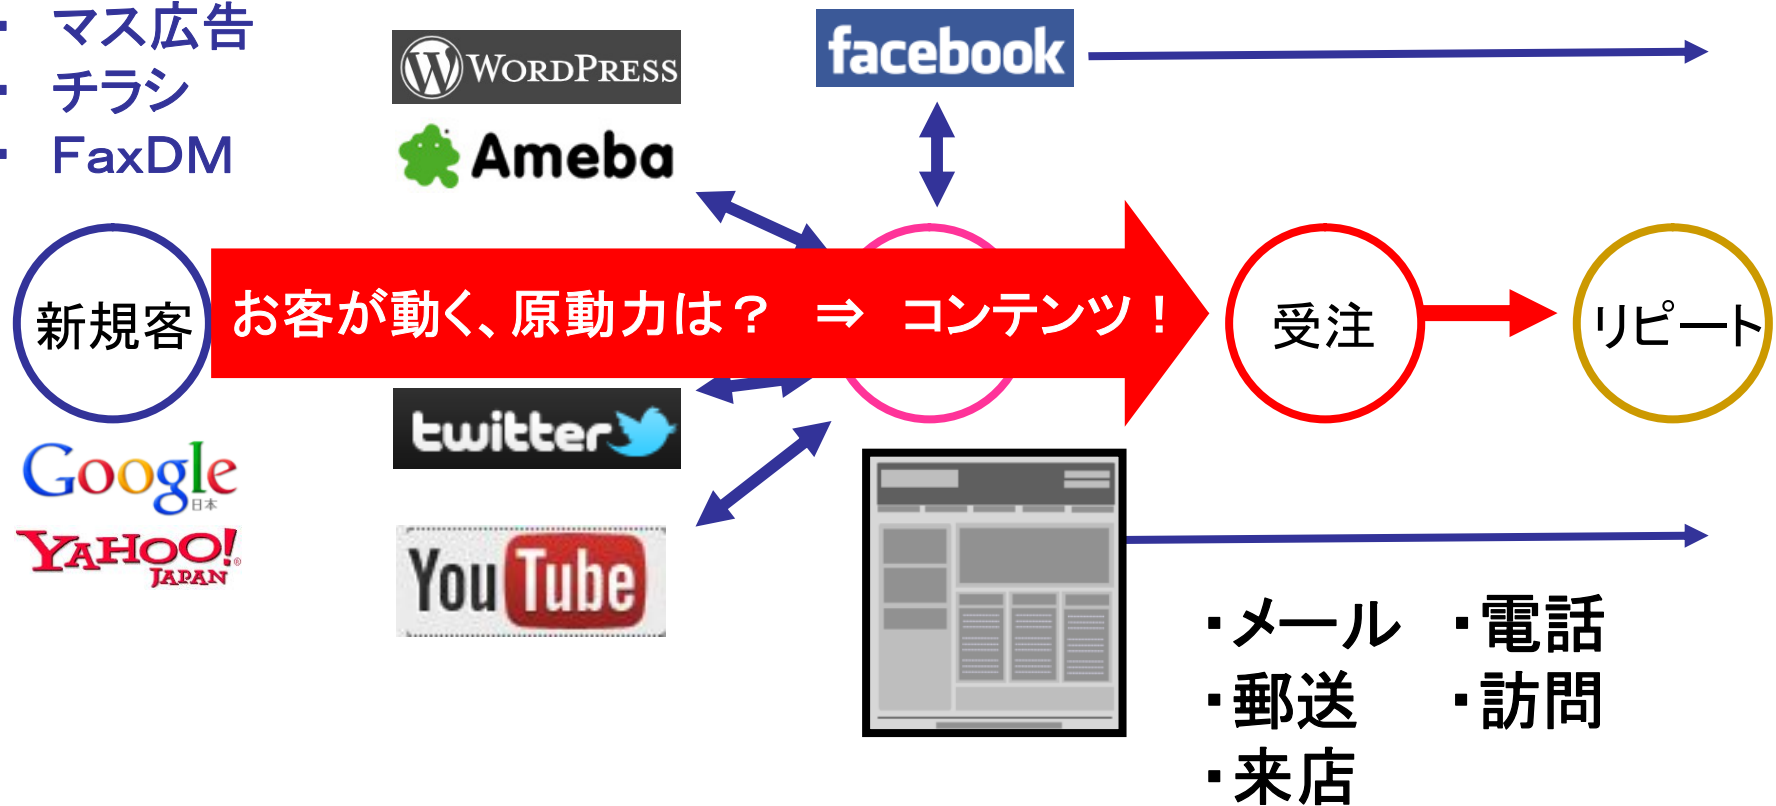 ・ マス広告
・ チラシ
・ FaxDM
WORDPRESS
Ameba
facebook
新規客
お客が動く、原動力は？ ⇒ コンテンツ！
受注
リピート
Google
日本
YAHOO!
JAPAN
twitter
YouTube
・メール ・電話
・郵送 ・訪問
・来店